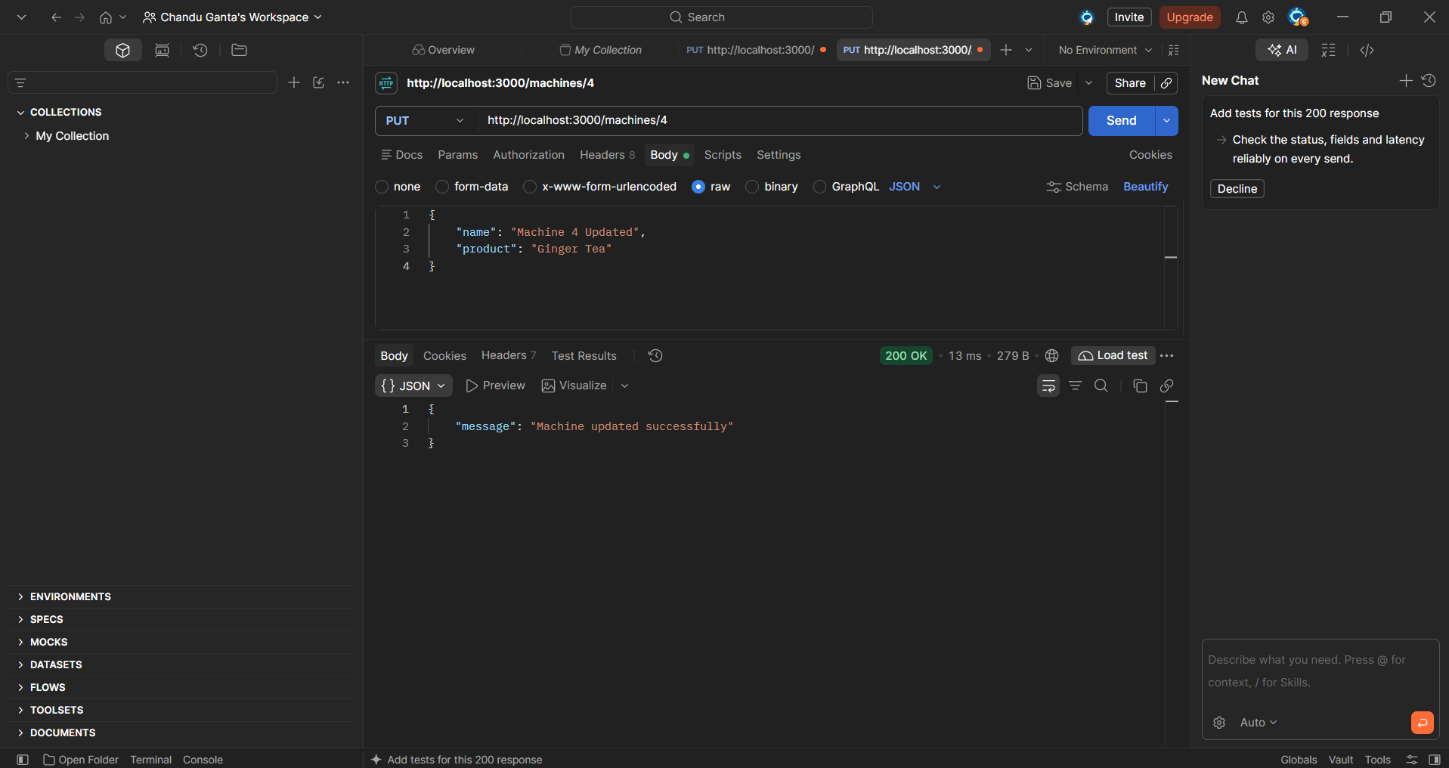 Chandu Ganta's Workspace
Search
Invite
Upgrade
Overview
My Collection
PUT http://localhost:3000/
PUT http://localhost:3000/.
No Environment
AI
COLLECTIONS
My Collection
ENVIRONMENTS
SPECS
MOCKS
DATASETS
FLOWS
TOOLSETS
DOCUMENTS
HTTP http://localhost:3000/machines/4
Save
Share
PUT http://localhost:3000/machines/4
Send
Docs Params Authorization Headers 8 Body Scripts Settings Cookies
none form-data x-www-form-urlencoded raw binary GraphQL JSON Schema Beautify
1 {
2 "name": "Machine 4 Updated",
3 "product": "Ginger Tea"
4 }
Body Cookies Headers 7 Test Results 200 OK • 13 ms • 279 B • Load test
{} JSON Preview Visualize
1 {
2 "message": "Machine updated successfully"
3 }
New Chat
Add tests for this 200 response
Check the status, fields and latency
reliably on every send.
Decline
Describe what you need. Press @ for
context, / for Skills.
Auto
Open Folder Terminal Console
Add tests for this 200 response
Globals Vault Tools